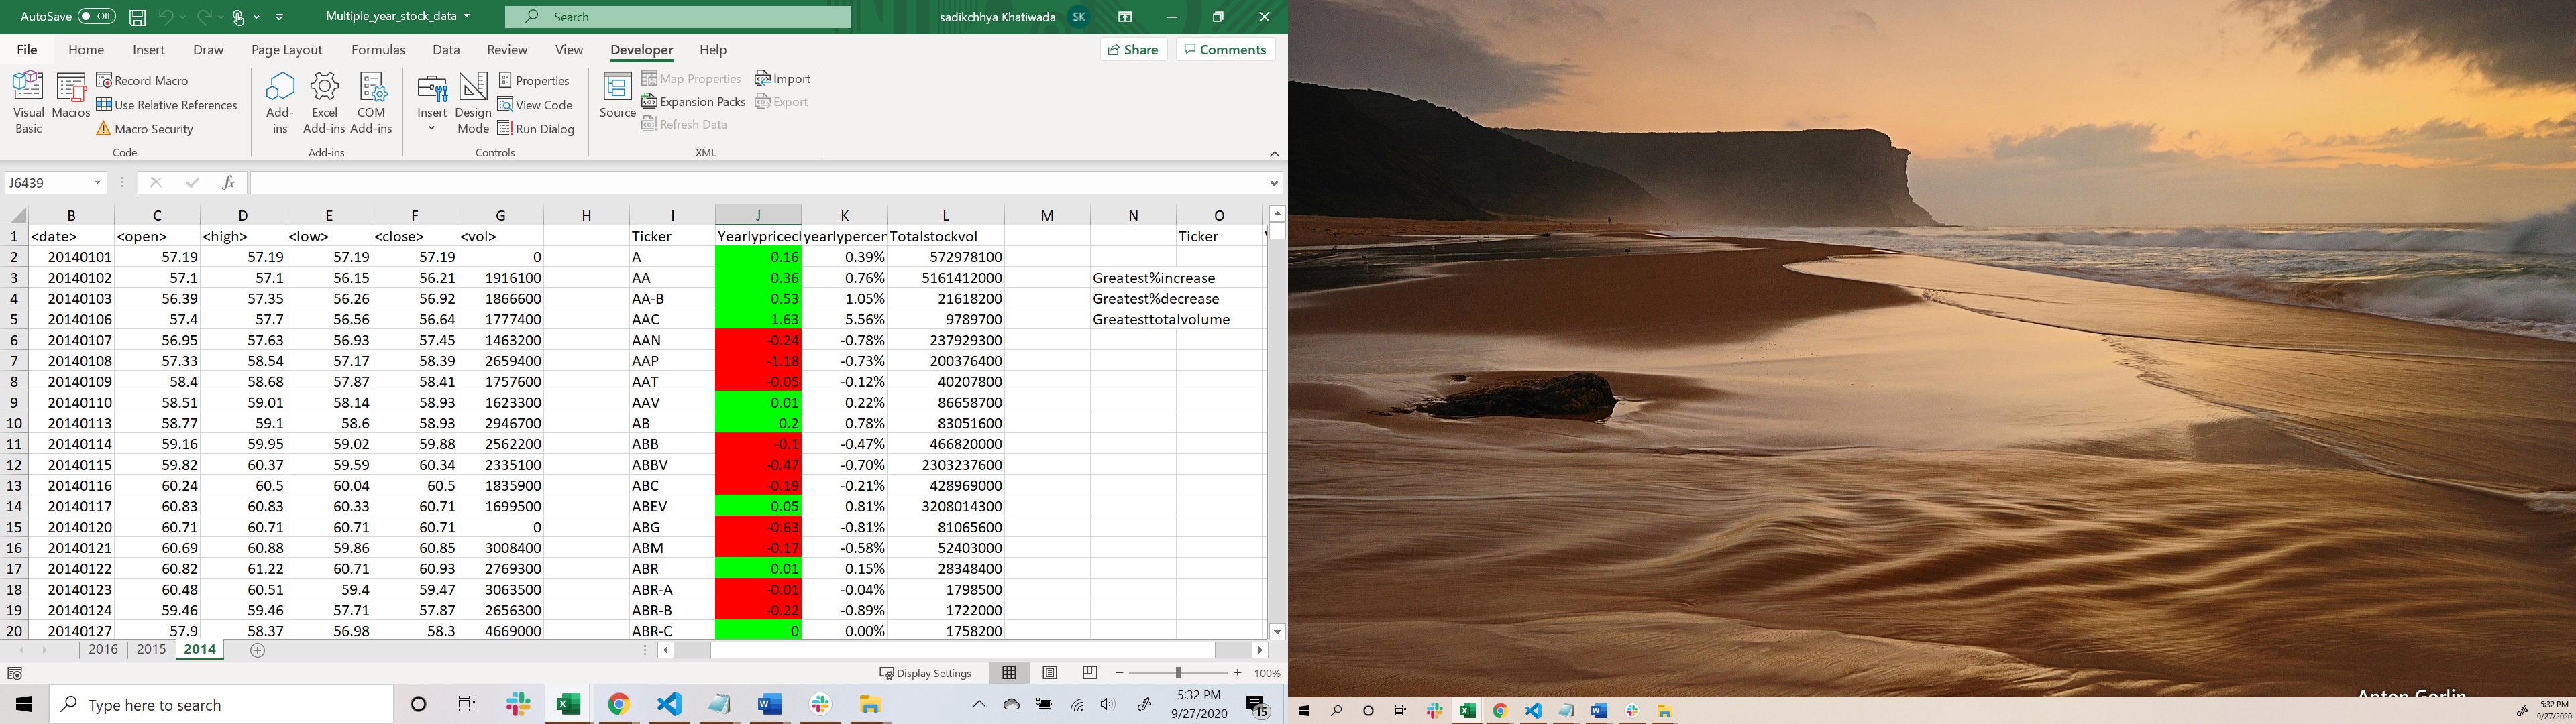 AutoSave Off Multiple_year_stock_data Search sadikchhya Khatiwada SK
File Home Insert Draw Page Layout Formulas Data Review View Developer Help Share Comments
Visual Basic Macros Record Macro Use Relative References Macro Security
Add-ins Excel Add-ins COM Add-ins
Insert Design Mode Properties View Code Run Dialog
Source Map Properties Expansion Packs Refresh Data Import Export
Code Add-ins Controls XML
J6439 fx
B C D E F G H I J K L M N O
1 <date> <open> <high> <low> <close> <vol> Ticker Yearlypricecl yearlypercer Totalstockvol Ticker
2 20140101 57.19 57.19 57.19 57.19 0 A 0.16 0.39% 572978100
3 20140102 57.1 57.1 56.15 56.21 1916100 AA 0.36 0.76% 5161412000 Greatest%increase
4 20140103 56.39 57.35 56.26 56.92 1866600 AA-B 0.53 1.05% 21618200 Greatest%decrease
5 20140106 57.4 57.7 56.56 56.64 1777400 AAC 1.63 5.56% 9789700 Greatesttotalvolume
6 20140107 56.95 57.63 56.93 57.45 1463200 AAN -0.24 -0.78% 237929300
7 20140108 57.33 58.54 57.17 58.39 2659400 AAP -1.18 -0.73% 200376400
8 20140109 58.4 58.68 57.87 58.41 1757600 AAT -0.05 -0.12% 40207800
9 20140110 58.51 59.01 58.14 58.93 1623300 AAV 0.01 0.22% 86658700
10 20140113 58.77 59.1 58.6 58.93 2946700 AB 0.2 0.78% 83051600
11 20140114 59.16 59.95 59.02 59.88 2562200 ABB -0.1 -0.47% 466820000
12 20140115 59.82 60.37 59.59 60.34 2335100 ABBV -0.47 -0.70% 2303237600
13 20140116 60.24 60.5 60.04 60.5 1835900 ABC -0.19 -0.21% 428969000
14 20140117 60.83 60.83 60.33 60.71 1699500 ABEV 0.05 0.81% 3208014300
15 20140120 60.71 60.71 60.71 60.71 0 ABG -0.63 -0.81% 81065600
16 20140121 60.69 60.88 59.86 60.85 3008400 ABM -0.17 -0.58% 52403000
17 20140122 60.82 61.22 60.71 60.93 2769300 ABR 0.01 0.15% 28348400
18 20140123 60.48 60.51 59.4 59.47 3063500 ABR-A -0.01 -0.04% 1798500
19 20140124 59.46 59.46 57.71 57.87 2656300 ABR-B -0.22 -0.89% 1722000
20 20140127 57.9 58.37 56.98 58.3 4669000 ABR-C 0 0.00% 1758200
2016 2015 2014
Display Settings 100%
Type here to search 5:32 PM
9/27/2020 15
Anton Gorlin
5:32 PM
9/27/2020